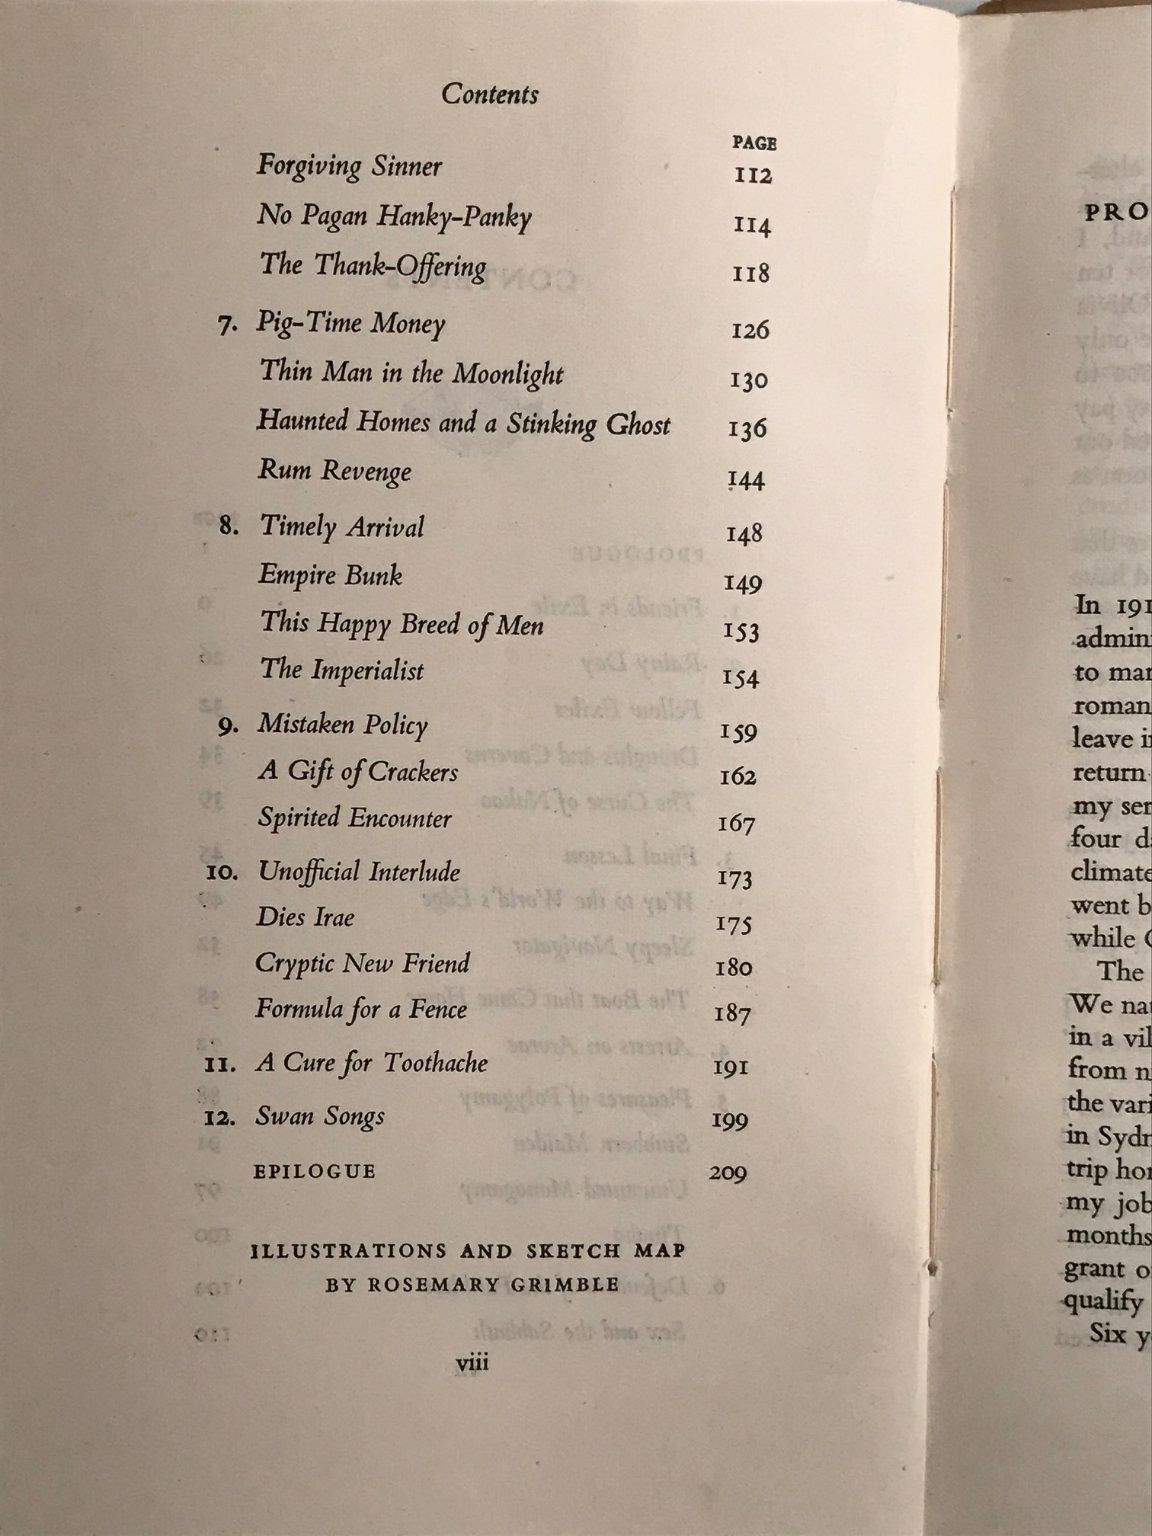 Contents
PAGE
Forgiving Sinner 112
No Pagan Hanky-Panky 114
The Thank-Offering 118
7. Pig-Time Money 126
Thin Man in the Moonlight 130
Haunted Homes and a Stinking Ghost 136
Rum Revenge 144
8. Timely Arrival 148
Empire Bunk 149
This Happy Breed of Men 153
The Imperialist 154
9. Mistaken Policy 159
A Gift of Crackers 162
Spirited Encounter 167
10. Unofficial Interlude 173
Dies Irae 175
Cryptic New Friend 180
Formula for a Fence 187
11. A Cure for Toothache 191
12. Swan Songs 199
EPILOGUE 209
ILLUSTRATIONS AND SKETCH MAP
BY ROSEMARY GRIMBLE
viii
PRO
In 191
admin
to mar
roman
leave i
return
my ser
four d
climate
went b
while
The
We na
in a vil
from n
the vari
in Sydn
trip hor
my job
months
grant o
qualify
Six y